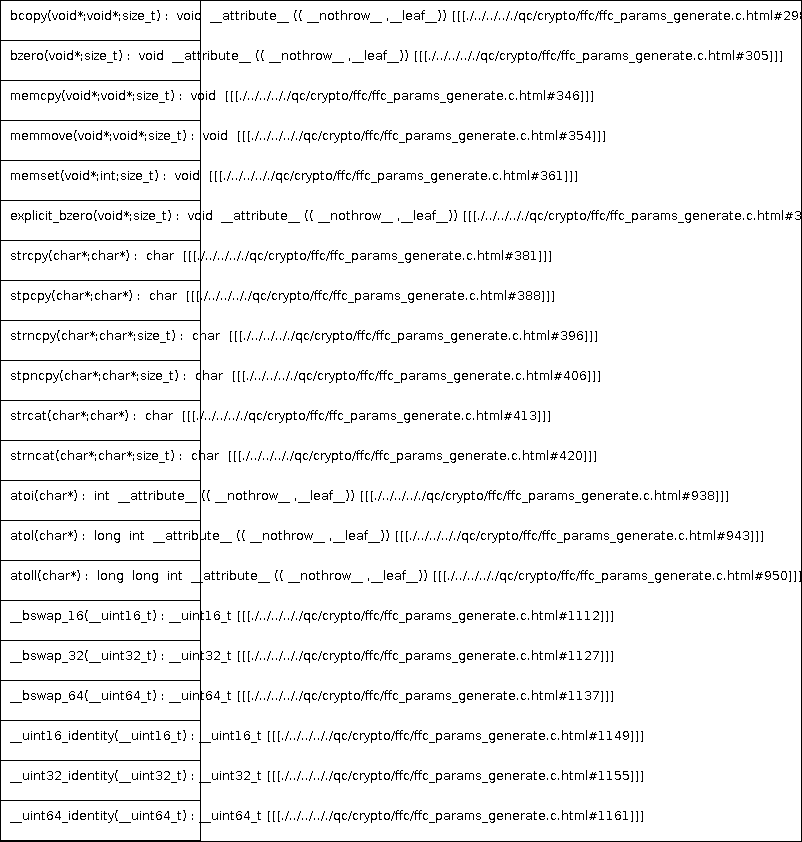 bcopy(void*;void*;size_t) : void __attribute__ (( __nothrow__ ,__leaf__)) [[[./../../../../qc/crypto/ffc/ffc_params_generate.c.html#298
bzero(void*;size_t) : void __attribute__ (( __nothrow__ ,__leaf__)) [[[./../../../../qc/crypto/ffc/ffc_params_generate.c.html#305]]]
memcpy(void*;void*;size_t) : void [[[./../../../../qc/crypto/ffc/ffc_params_generate.c.html#346]]]
memmove(void*;void*;size_t) : void [[[./../../../../qc/crypto/ffc/ffc_params_generate.c.html#354]]]
memset(void*;int;size_t) : void [[[./../../../../qc/crypto/ffc/ffc_params_generate.c.html#361]]]
explicit_bzero(void*;size_t) : void __attribute__ (( __nothrow__ ,__leaf__)) [[[./../../../../qc/crypto/ffc/ffc_params_generate.c.html#3
strcpy(char*;char*) : char [[[./../../../../qc/crypto/ffc/ffc_params_generate.c.html#381]]]
stpcpy(char*;char*) : char [[[./../../../../qc/crypto/ffc/ffc_params_generate.c.html#388]]]
strncpy(char*;char*;size_t) : char [[[./../../../../qc/crypto/ffc/ffc_params_generate.c.html#396]]]
stpncpy(char*;char*;size_t) : char [[[./../../../../qc/crypto/ffc/ffc_params_generate.c.html#406]]]
strcat(char*;char*) : char [[[./../../../../qc/crypto/ffc/ffc_params_generate.c.html#413]]]
strncat(char*;char*;size_t) : char [[[./../../../../qc/crypto/ffc/ffc_params_generate.c.html#420]]]
atoi(char*) : int __attribute__ (( __nothrow__ ,__leaf__)) [[[./../../../../qc/crypto/ffc/ffc_params_generate.c.html#938]]]
atol(char*) : long int __attribute__ (( __nothrow__ ,__leaf__)) [[[./../../../../qc/crypto/ffc/ffc_params_generate.c.html#943]]]
atoll(char*) : long long int __attribute__ (( __nothrow__ ,__leaf__)) [[[./../../../../qc/crypto/ffc/ffc_params_generate.c.html#950]]]
__bswap_16(__uint16_t) : __uint16_t [[[./../../../../qc/crypto/ffc/ffc_params_generate.c.html#1112]]]
__bswap_32(__uint32_t) : __uint32_t [[[./../../../../qc/crypto/ffc/ffc_params_generate.c.html#1127]]]
__bswap_64(__uint64_t) : __uint64_t [[[./../../../../qc/crypto/ffc/ffc_params_generate.c.html#1137]]]
__uint16_identity(__uint16_t) : __uint16_t [[[./../../../../qc/crypto/ffc/ffc_params_generate.c.html#1149]]]
__uint32_identity(__uint32_t) : __uint32_t [[[./../../../../qc/crypto/ffc/ffc_params_generate.c.html#1155]]]
__uint64_identity(__uint64_t) : __uint64_t [[[./../../../../qc/crypto/ffc/ffc_params_generate.c.html#1161]]]